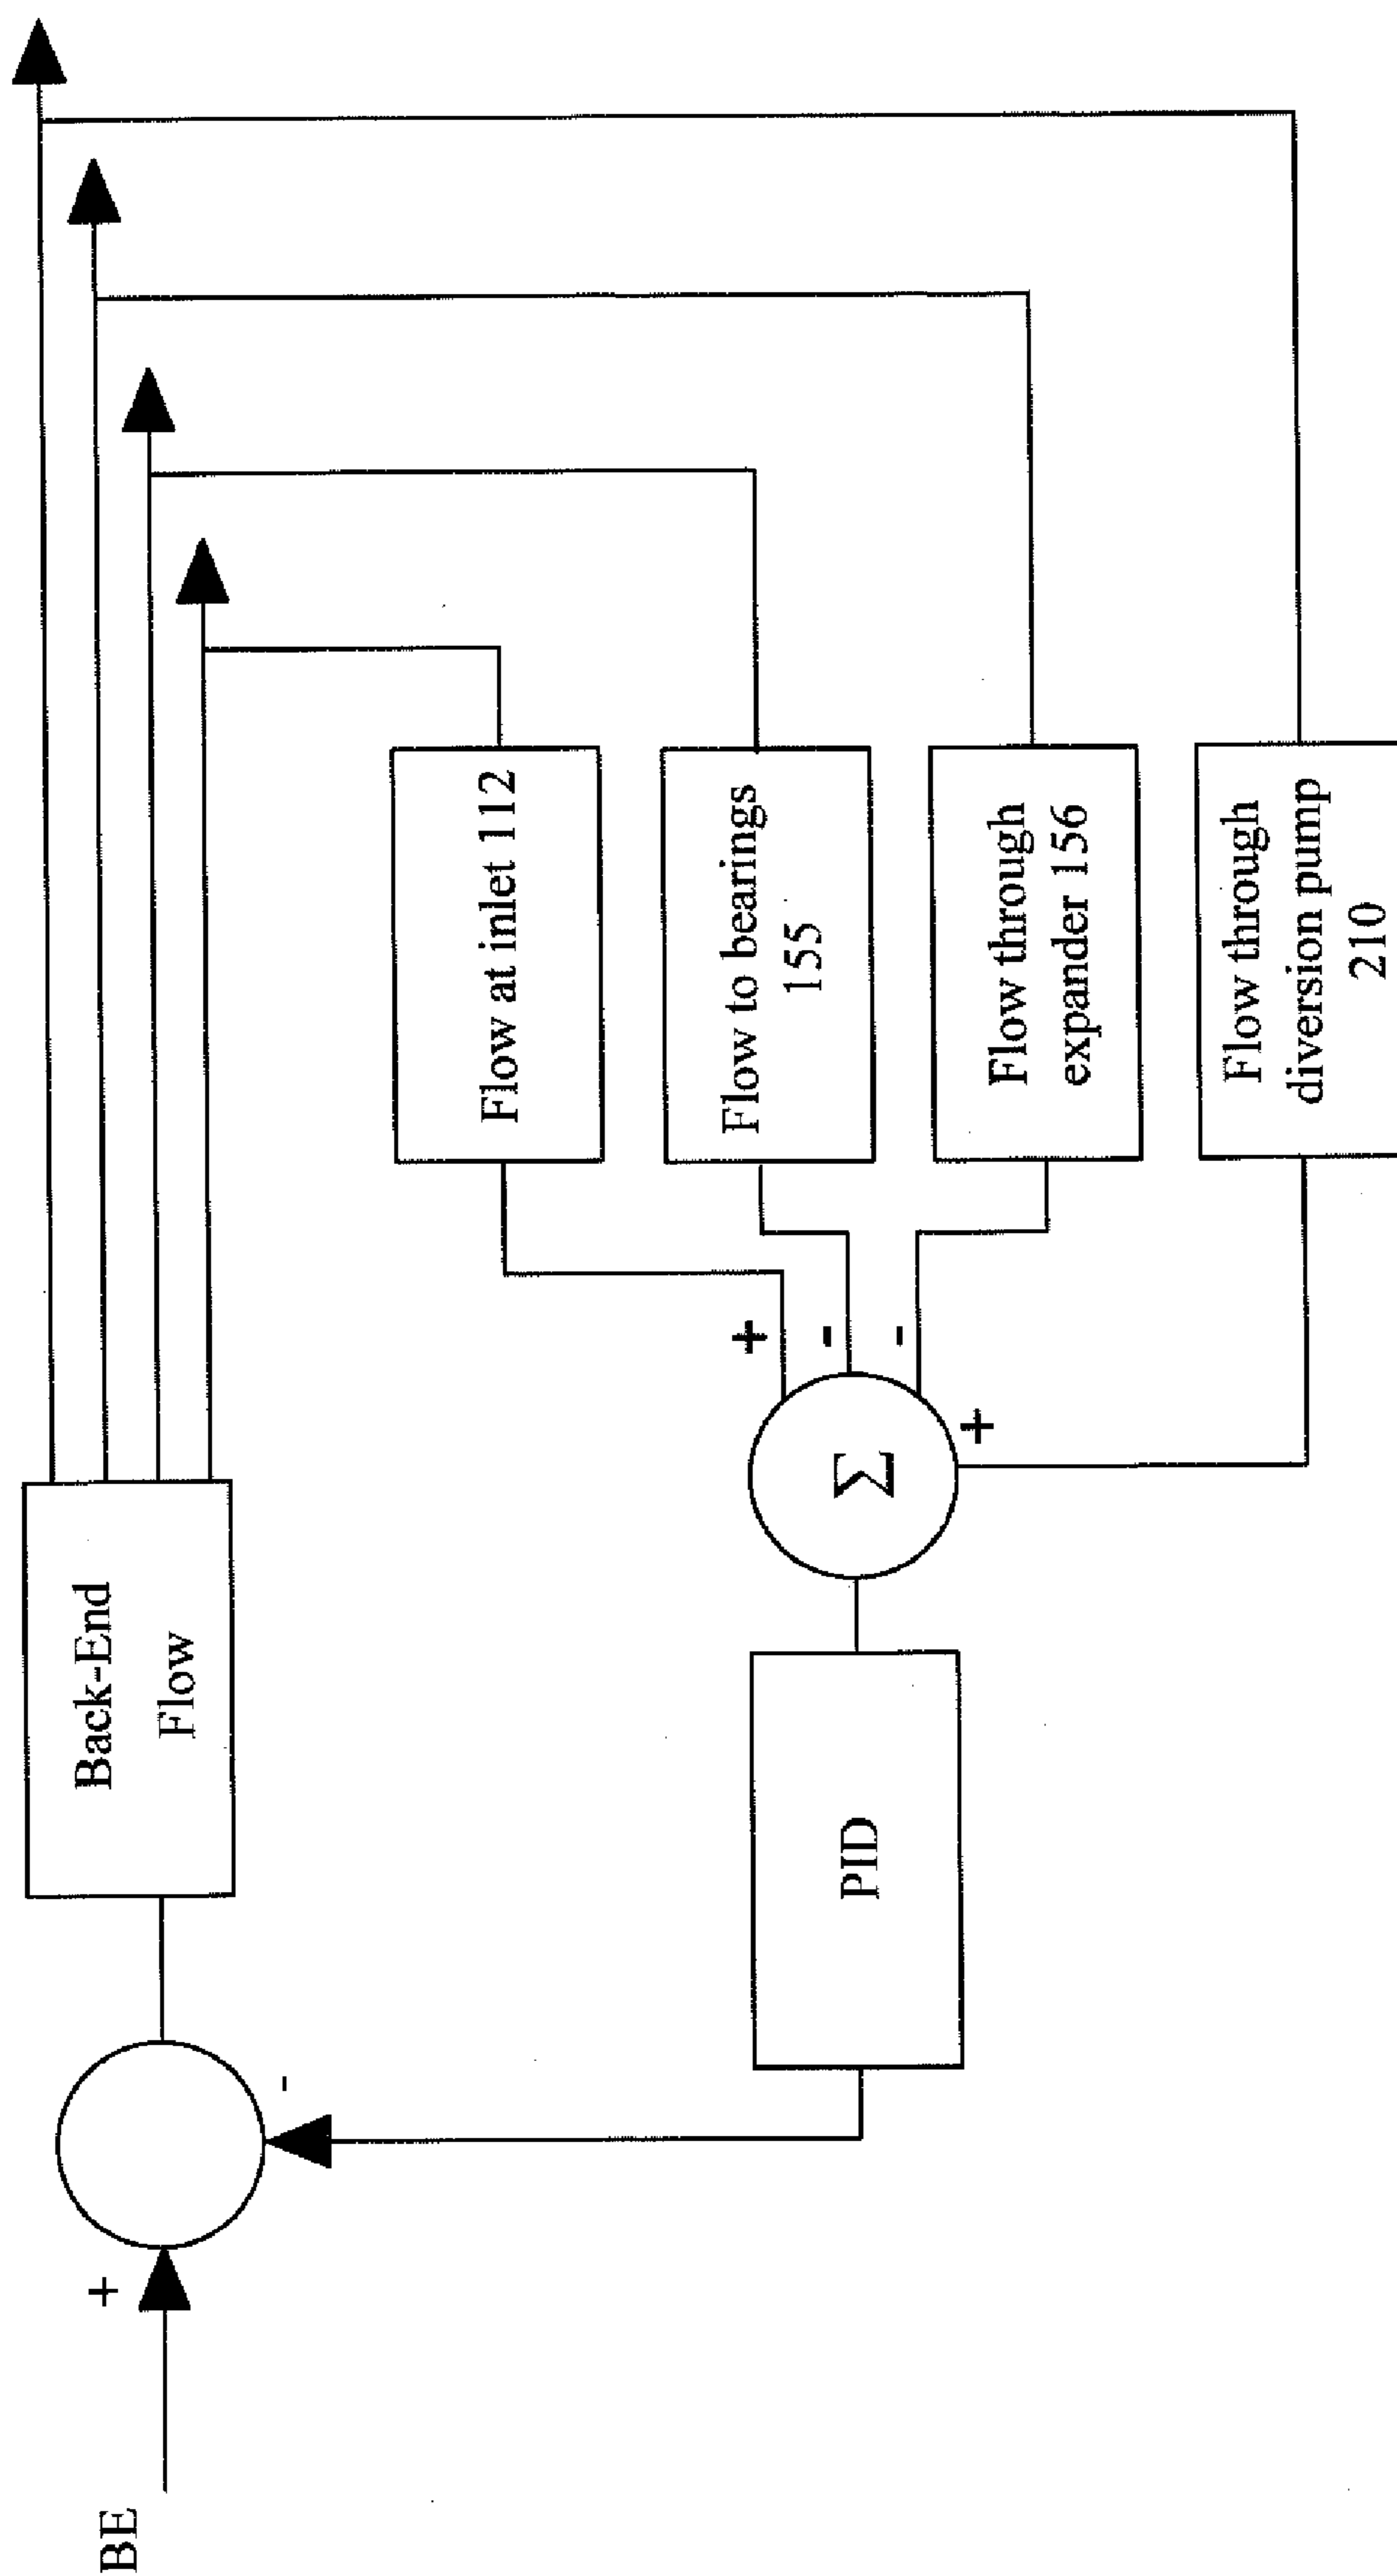 BE
+
-
Back-End
Flow
PID
Σ
+
-
-
+
Flow at inlet 112
Flow to bearings
155
Flow through
expander 156
Flow through
diversion pump
210